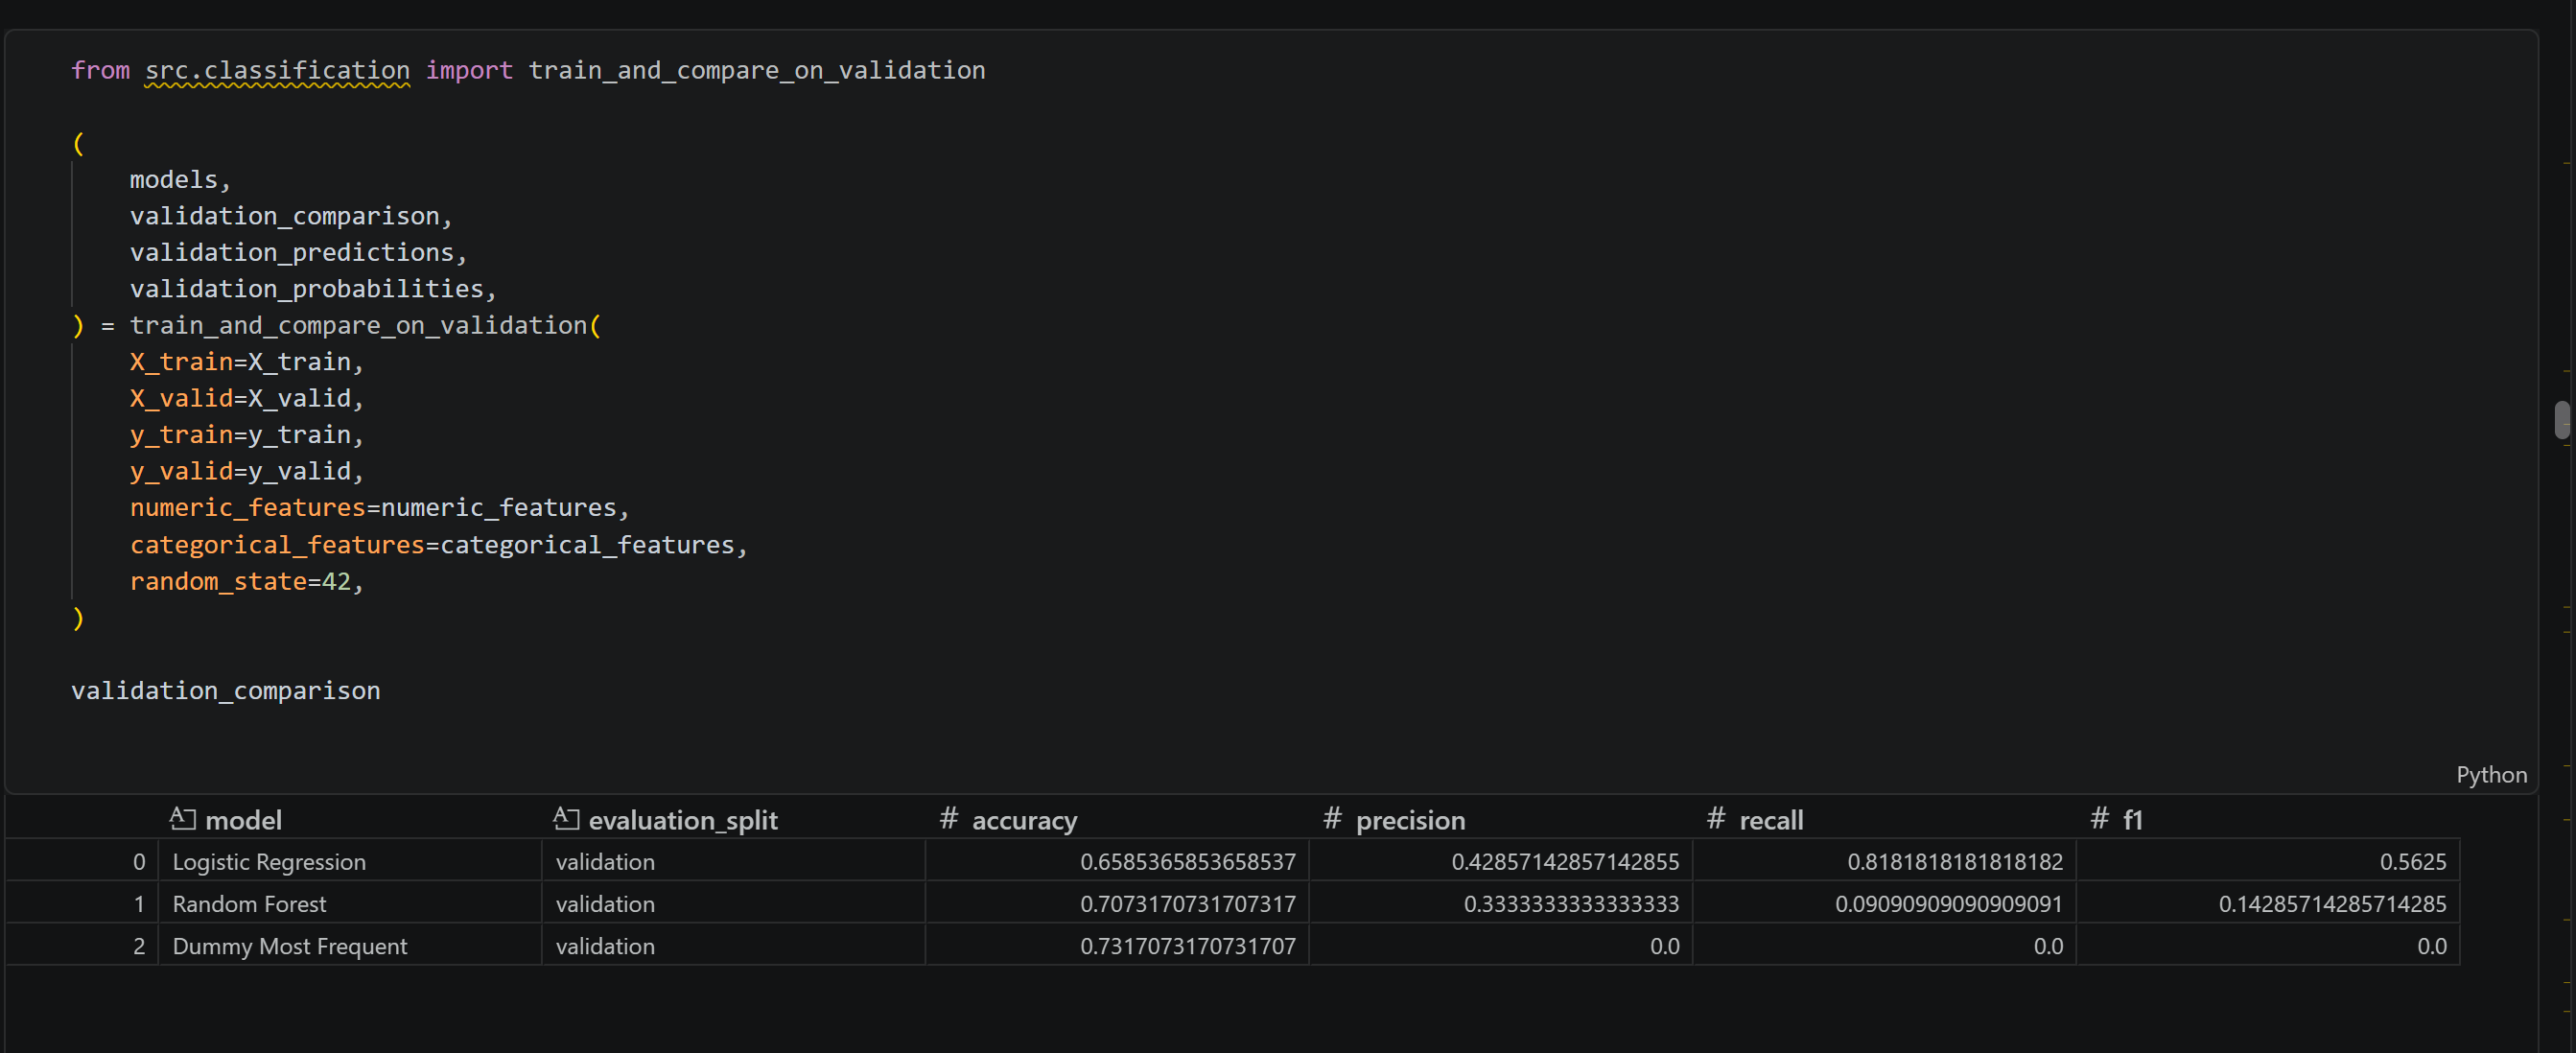 from src.classification import train_and_compare_on_validation
(
    models,
    validation_comparison,
    validation_predictions,
    validation_probabilities,
) = train_and_compare_on_validation(
    X_train=X_train,
    X_valid=X_valid,
    y_train=y_train,
    y_valid=y_valid,
    numeric_features=numeric_features,
    categorical_features=categorical_features,
    random_state=42,
)
validation_comparison
Python
model evaluation_split # accuracy # precision # recall # f1
0 Logistic Regression validation 0.6585365853658537 0.42857142857142855 0.8181818181818182 0.5625
1 Random Forest validation 0.7073170731707317 0.3333333333333333 0.09090909090909091 0.14285714285714285
2 Dummy Most Frequent validation 0.7317073170731707 0.0 0.0 0.0